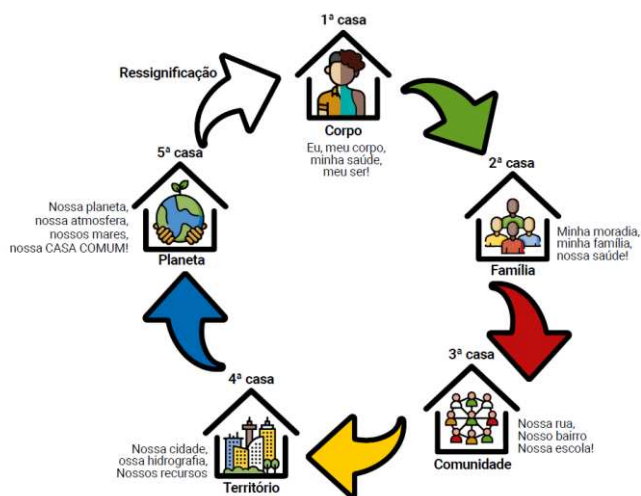 1ª casa
Ressignificação
Corpo
Eu, meu corpo,
minha saúde,
meu ser!
2ª casa
Minha moradia,
minha família,
nossa saúde!
Família
3ª casa
Nossa rua,
Nosso bairro
Nossa escola!
Comunidade
4ª casa
Nossa cidade,
ossa hidrografia,
Nossos recursos
Território
5ª casa
Nossa planeta,
nossa atmosfera,
nossos mares,
nossa CASA COMUM!
Planeta